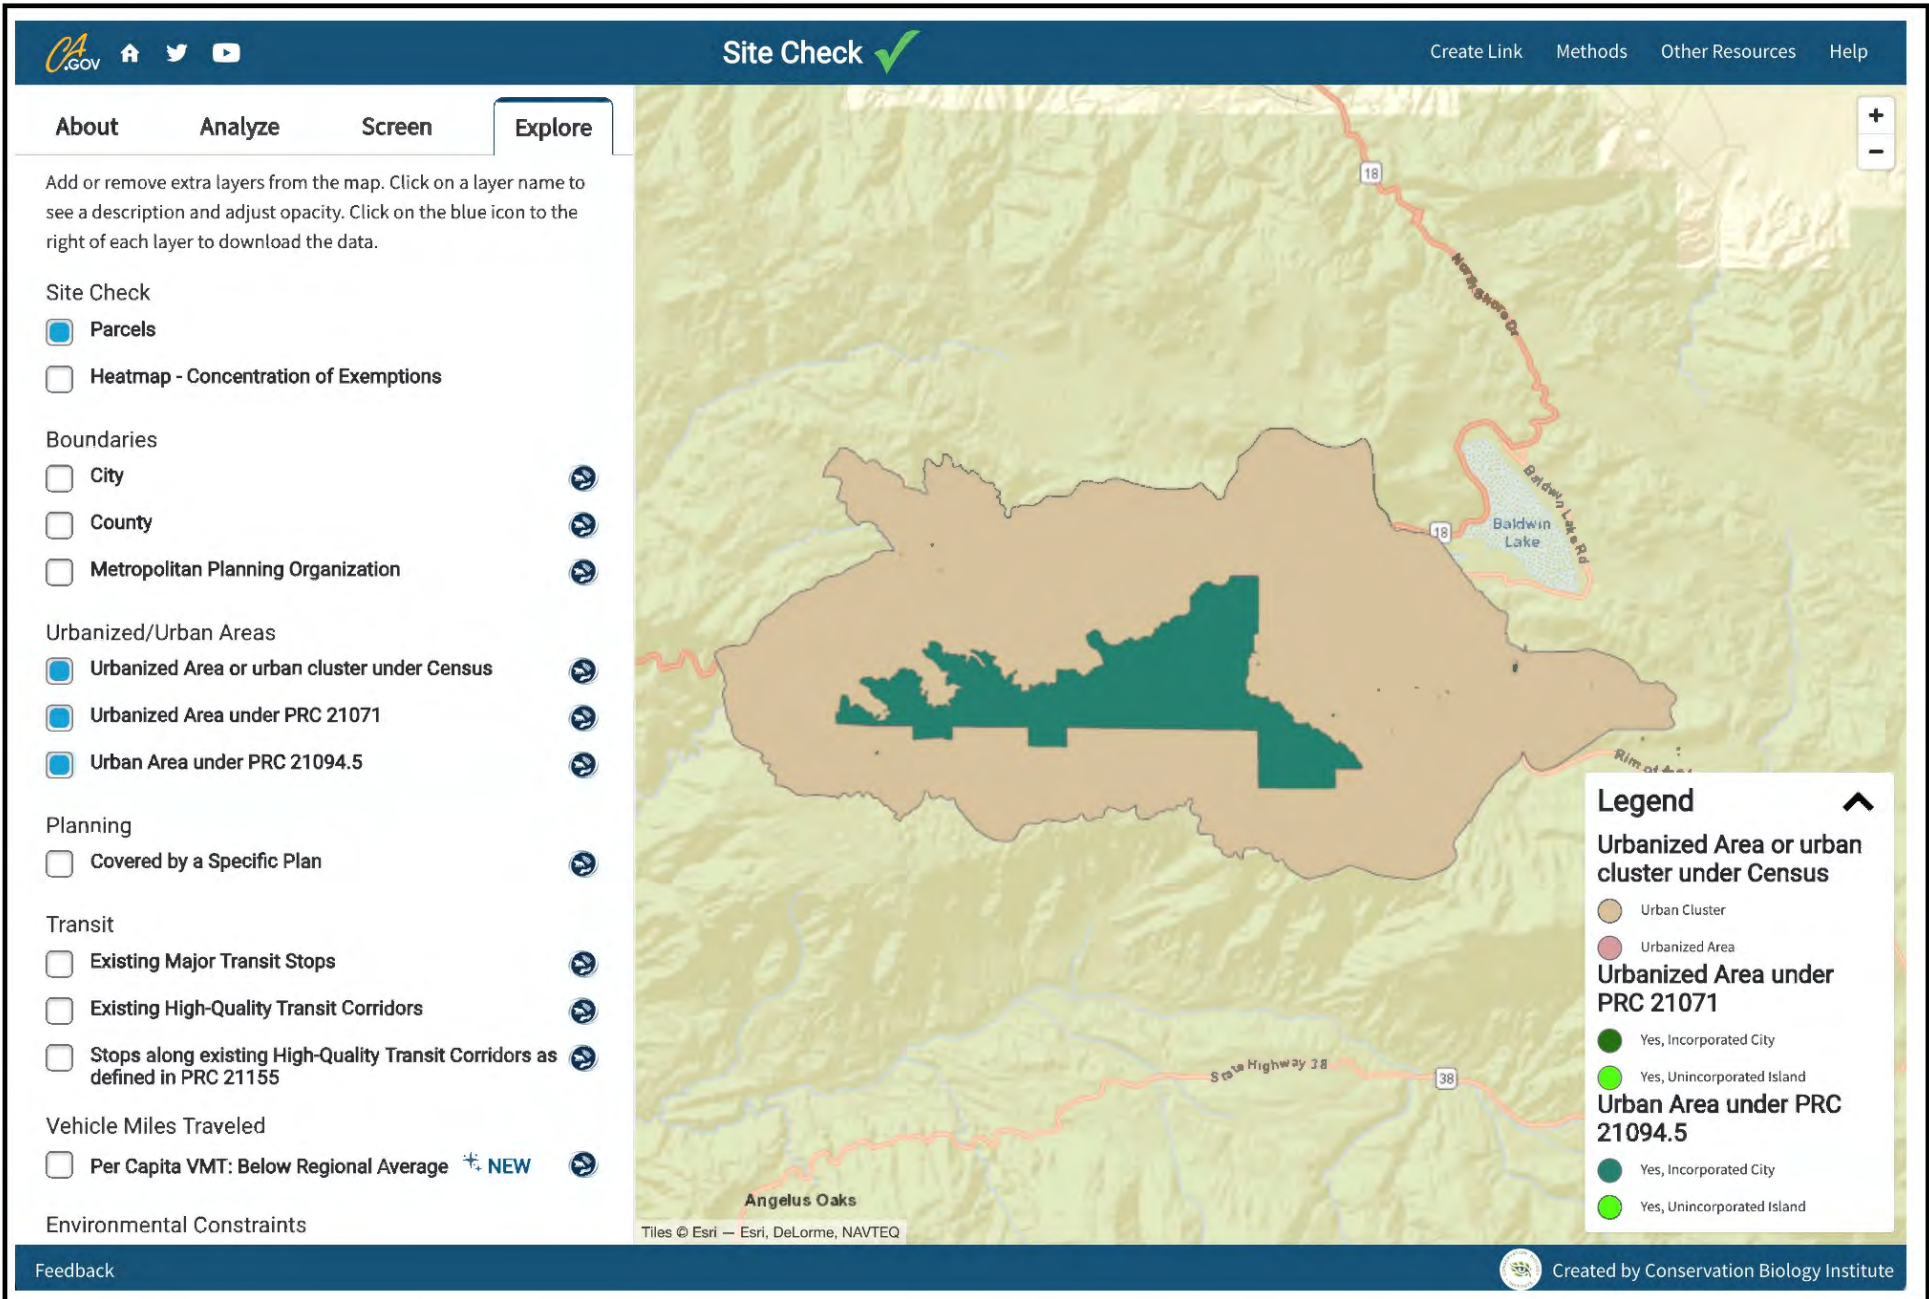 CA.GOV
Site Check
Create Link Methods Other Resources Help
About Analyze Screen Explore
Add or remove extra layers from the map. Click on a layer name to
see a description and adjust opacity. Click on the blue icon to the
right of each layer to download the data.
Site Check
Parcels
Heatmap - Concentration of Exemptions
Boundaries
City
County
Metropolitan Planning Organization
Urbanized/Urban Areas
Urbanized Area or urban cluster under Census
Urbanized Area under PRC 21071
Urban Area under PRC 21094.5
Planning
Covered by a Specific Plan
Transit
Existing Major Transit Stops
Existing High-Quality Transit Corridors
Stops along existing High-Quality Transit Corridors as
defined in PRC 21155
Vehicle Miles Traveled
Per Capita VMT: Below Regional Average NEW
Environmental Constraints
+
−
18
18
Baldwin
Lake
Baldwin Lake Rd
Rim of
State Highway 38
38
Angelus Oaks
Tiles © Esri — Esri, DeLorme, NAVTEQ
Legend
Urbanized Area or urban
cluster under Census
Urban Cluster
Urbanized Area
Urbanized Area under
PRC 21071
Yes, Incorporated City
Yes, Unincorporated Island
Urban Area under PRC
21094.5
Yes, Incorporated City
Yes, Unincorporated Island
Feedback
Created by Conservation Biology Institute